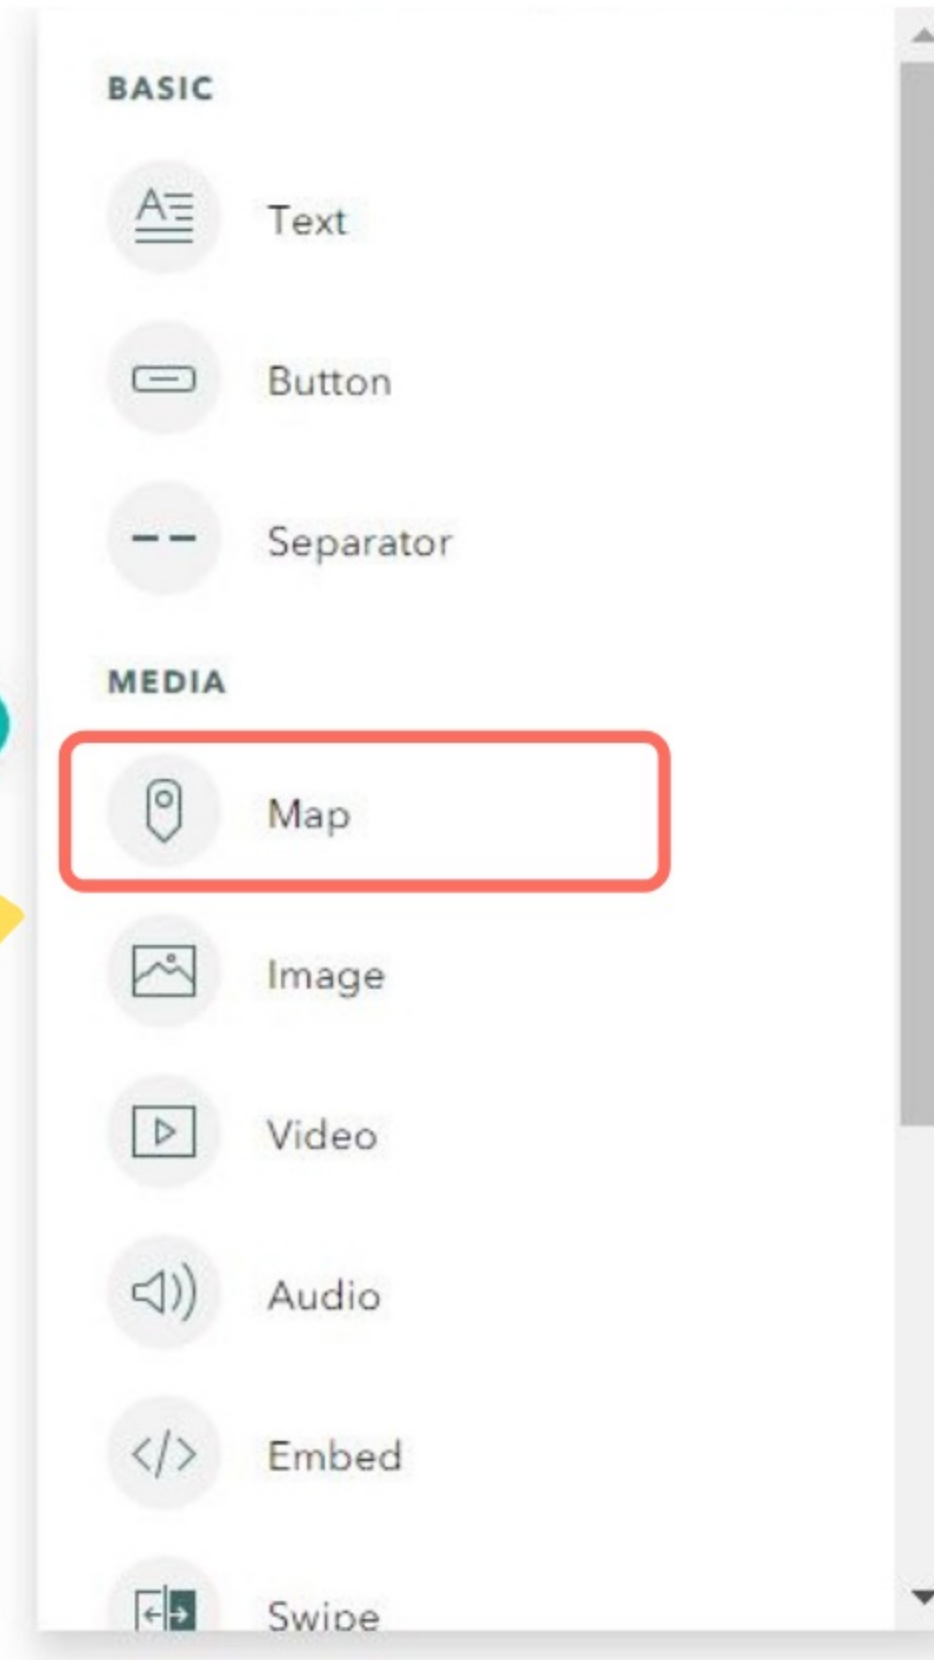 BASIC
Text
Button
Separator
MEDIA
Map
Image
Video
Audio
Embed
Swipe